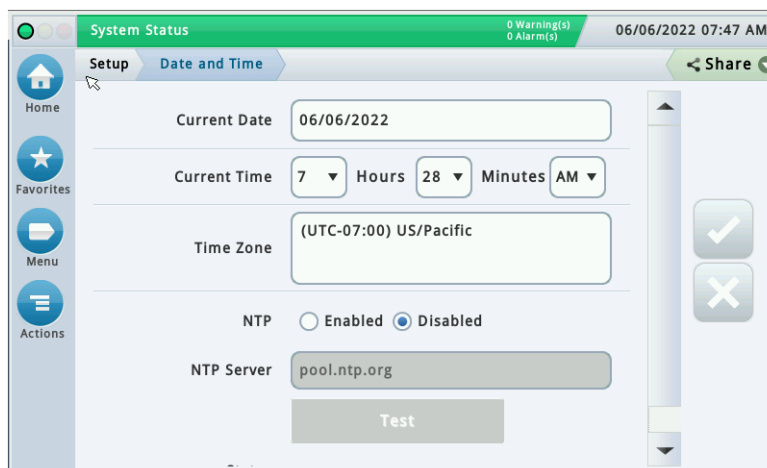 System Status
0 Warning(s)
0 Alarm(s)
06/06/2022 07:47 AM
Setup Date and Time
Share
Home
Favorites
Menu
Actions
Current Date 06/06/2022
Current Time 7 Hours 28 Minutes AM
Time Zone (UTC-07:00) US/Pacific
NTP Enabled Disabled
NTP Server pool.ntp.org
Test